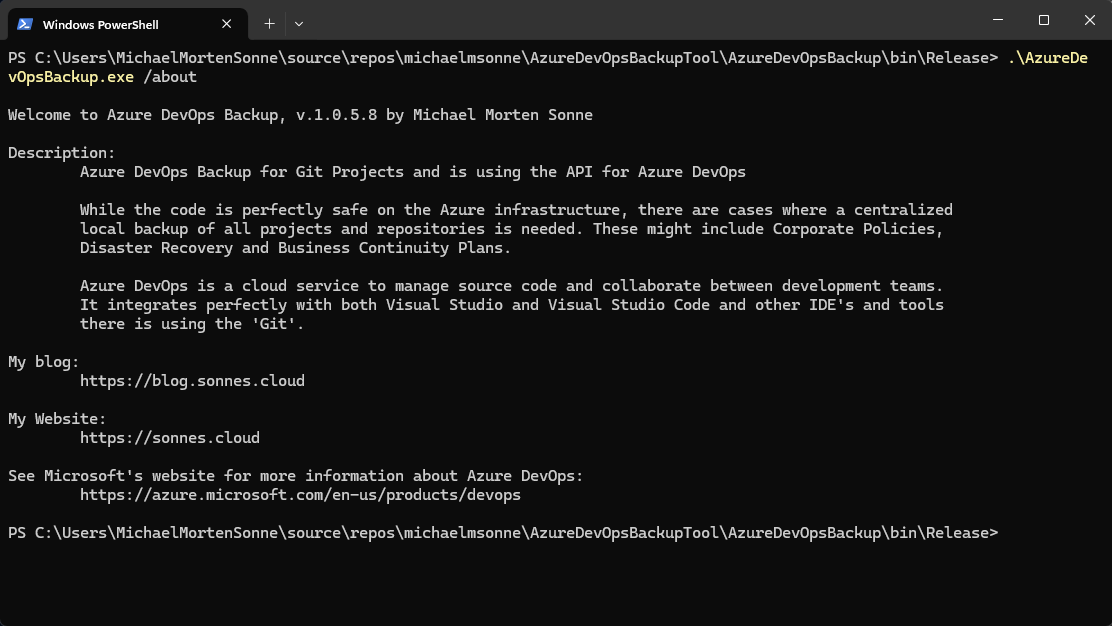 Windows PowerShell
PS C:\Users\MichaelMortenSonne\source\repos\michaelmsonne\AzureDevOpsBackupTool\AzureDevOpsBackup\bin\Release> .\AzureDe
vOpsBackup.exe /about
Welcome to Azure DevOps Backup, v.1.0.5.8 by Michael Morten Sonne
Description:
Azure DevOps Backup for Git Projects and is using the API for Azure DevOps
While the code is perfectly safe on the Azure infrastructure, there are cases where a centralized
local backup of all projects and repositories is needed. These might include Corporate Policies,
Disaster Recovery and Business Continuity Plans.
Azure DevOps is a cloud service to manage source code and collaborate between development teams.
It integrates perfectly with both Visual Studio and Visual Studio Code and other IDE's and tools
there is using the 'Git'.
My blog:
https://blog.sonnes.cloud
My Website:
https://sonnes.cloud
See Microsoft's website for more information about Azure DevOps:
https://azure.microsoft.com/en-us/products/devops
PS C:\Users\MichaelMortenSonne\source\repos\michaelmsonne\AzureDevOpsBackupTool\AzureDevOpsBackup\bin\Release>